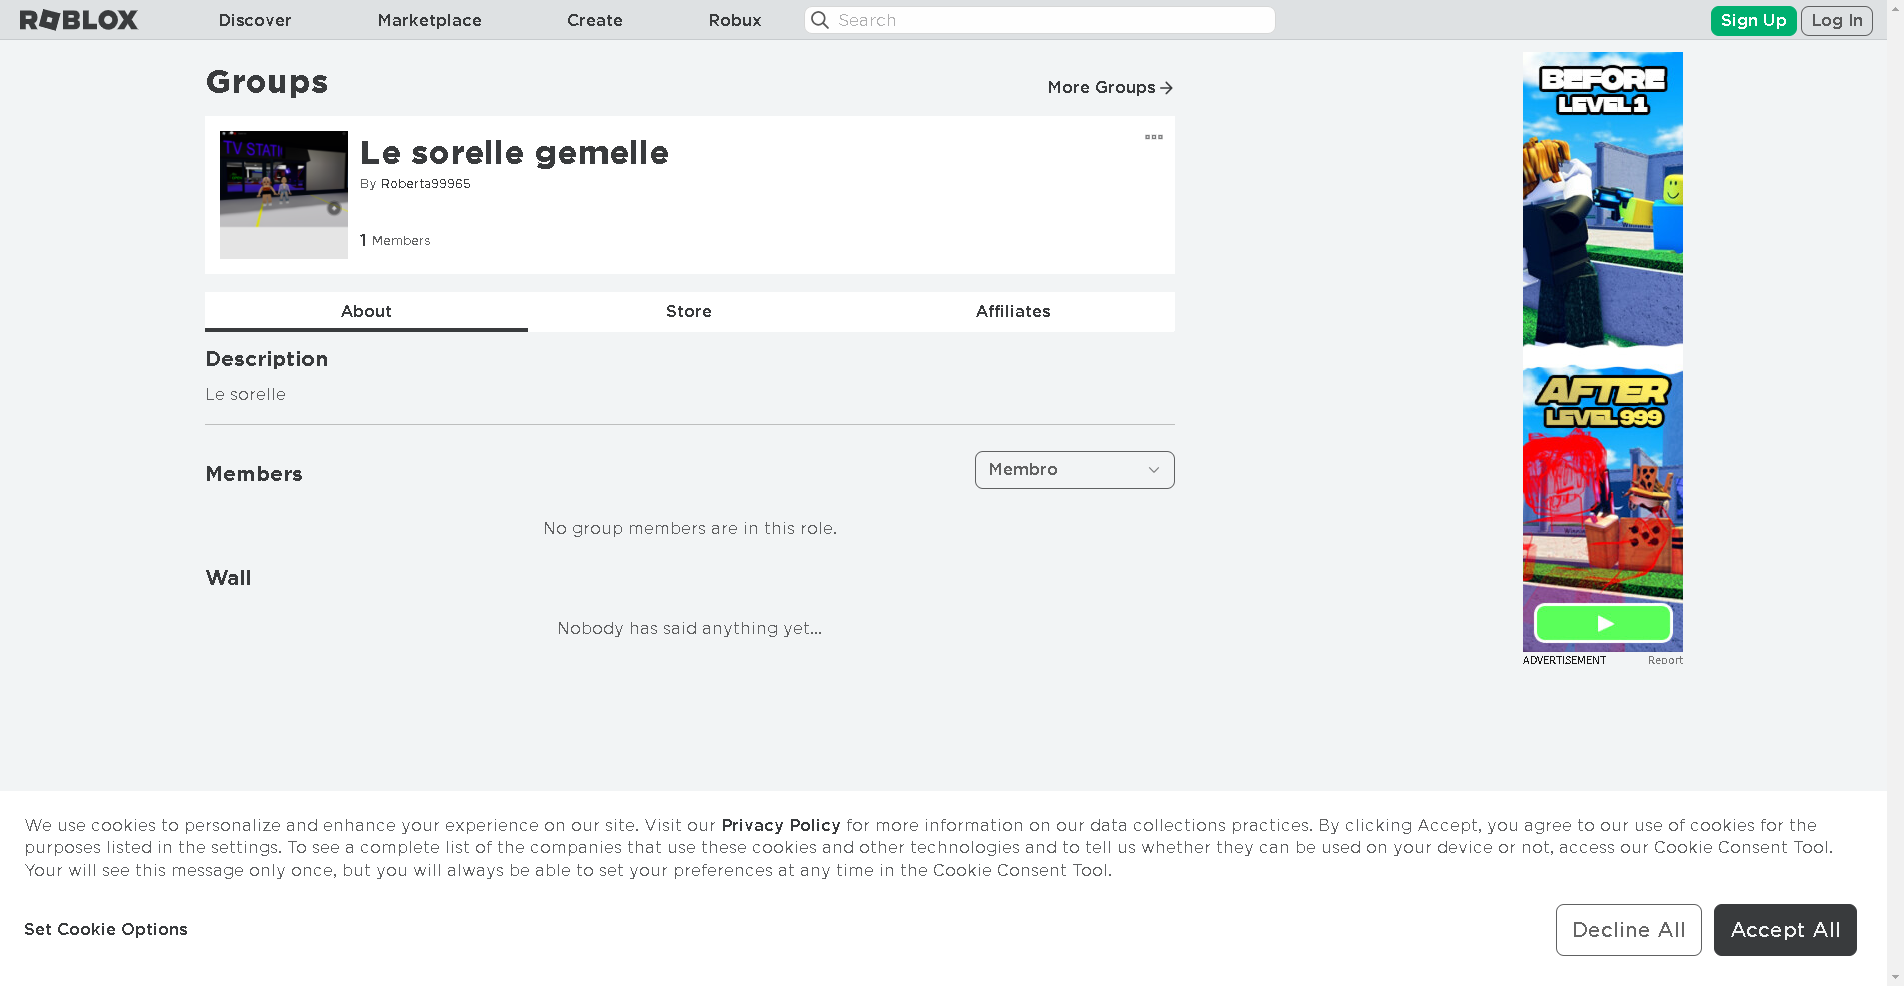 ROBLOX
Discover
Marketplace
Create
Robux
Search
Sign Up
Log In
Groups
More Groups
TV STATI
Le sorelle gemelle
By Roberta99965
1 Members
About
Store
Affiliates
Description
Le sorelle
Members
Membro
No group members are in this role.
Wall
Nobody has said anything yet...
BEFORE
LEVEL 1
AFTER
LEVEL 999
ADVERTISEMENT
Report
We use cookies to personalize and enhance your experience on our site. Visit our Privacy Policy for more information on our data collections practices. By clicking Accept, you agree to our use of cookies for the
purposes listed in the settings. To see a complete list of the companies that use these cookies and other technologies and to tell us whether they can be used on your device or not, access our Cookie Consent Tool.
Your will see this message only once, but you will always be able to set your preferences at any time in the Cookie Consent Tool.
Set Cookie Options
Decline All
Accept All